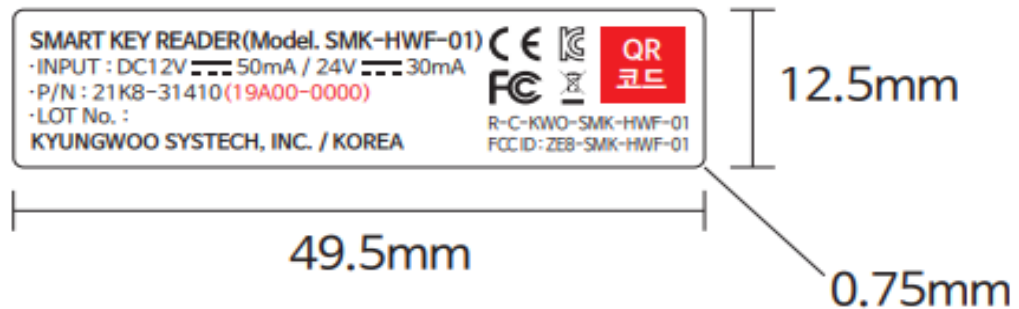 SMART KEY READER(Model. SMK-HWF-01)
·INPUT : DC12V 50mA / 24V 30mA
·P/N : 21K8-31410(19A00-0000)
·LOT No. :
KYUNGWOO SYSTECH, INC. / KOREA
CE
FC
QR
코드
R-C-KWO-SMK-HWF-01
FCC ID : ZE8-SMK-HWF-01
12.5mm
49.5mm
0.75mm